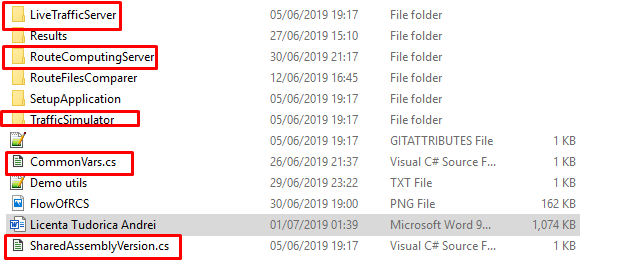 LiveTrafficServer 05/06/2019 19:17 File folder
Results 27/06/2019 15:10 File folder
RouteComputingServer 30/06/2019 21:17 File folder
RouteFilesComparer 12/06/2019 16:45 File folder
SetupApplication 05/06/2019 19:17 File folder
TrafficSimulator 05/06/2019 19:17 File folder
05/06/2019 19:17 GITATTRIBUTES File 1 KB
CommonVars.cs 26/06/2019 21:37 Visual C# Source F... 1 KB
Demo utils 29/06/2019 23:22 TXT File 1 KB
FlowOfRCS 30/06/2019 19:00 PNG File 162 KB
Licenta Tudorica Andrei 01/07/2019 01:39 Microsoft Word 9... 1,074 KB
SharedAssemblyVersion.cs 05/06/2019 19:17 Visual C# Source F... 1 KB